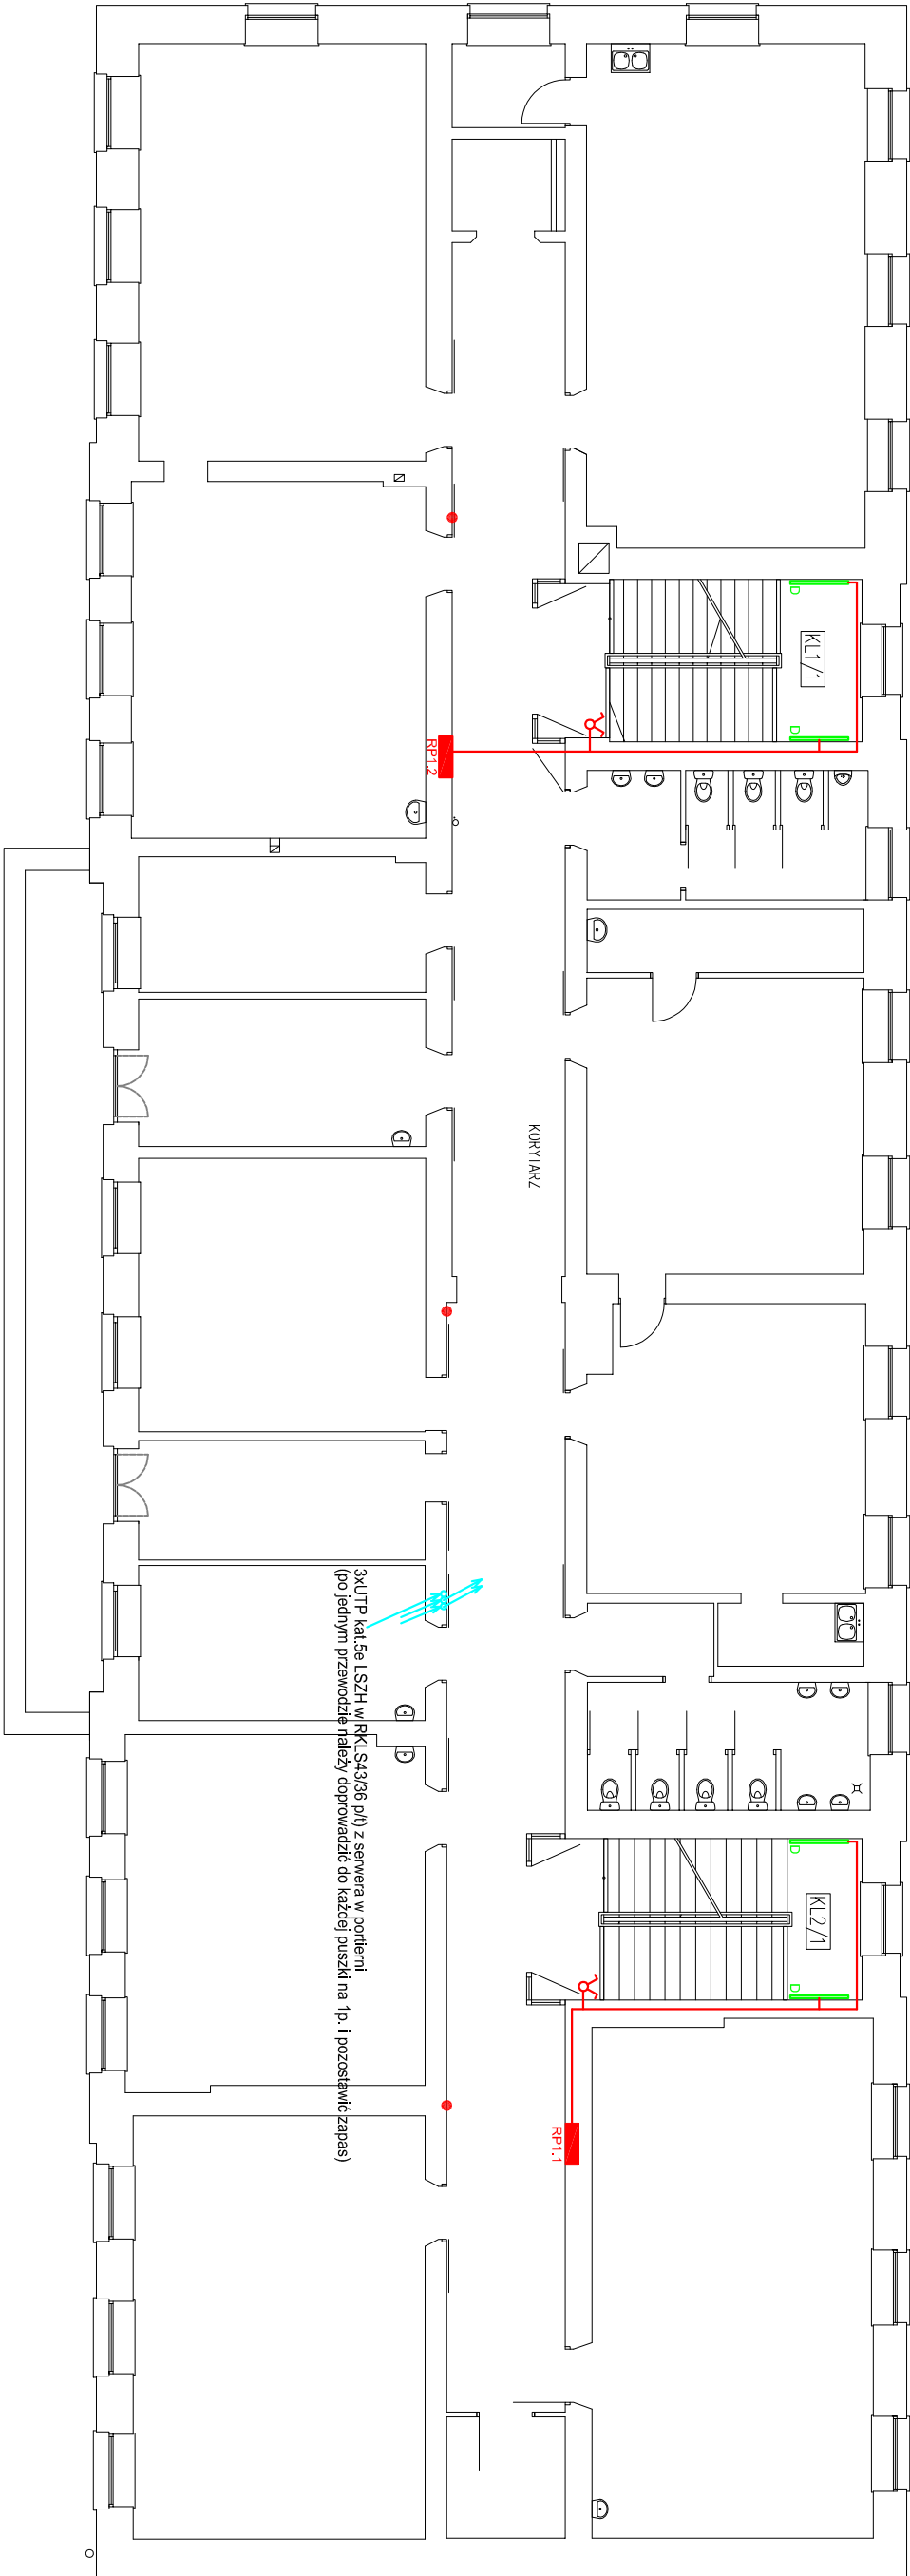 D
KL1/1
D
RP1.2
KORYTARZ
3xUTP kat.5e LSZH w RKLS43/36 p/t) z serwera w portierni
(po jednym przewodzie należy doprowadzić do każdej puszki na 1p. i pozostawić zapas)
D
KL2/1
D
RP1.1